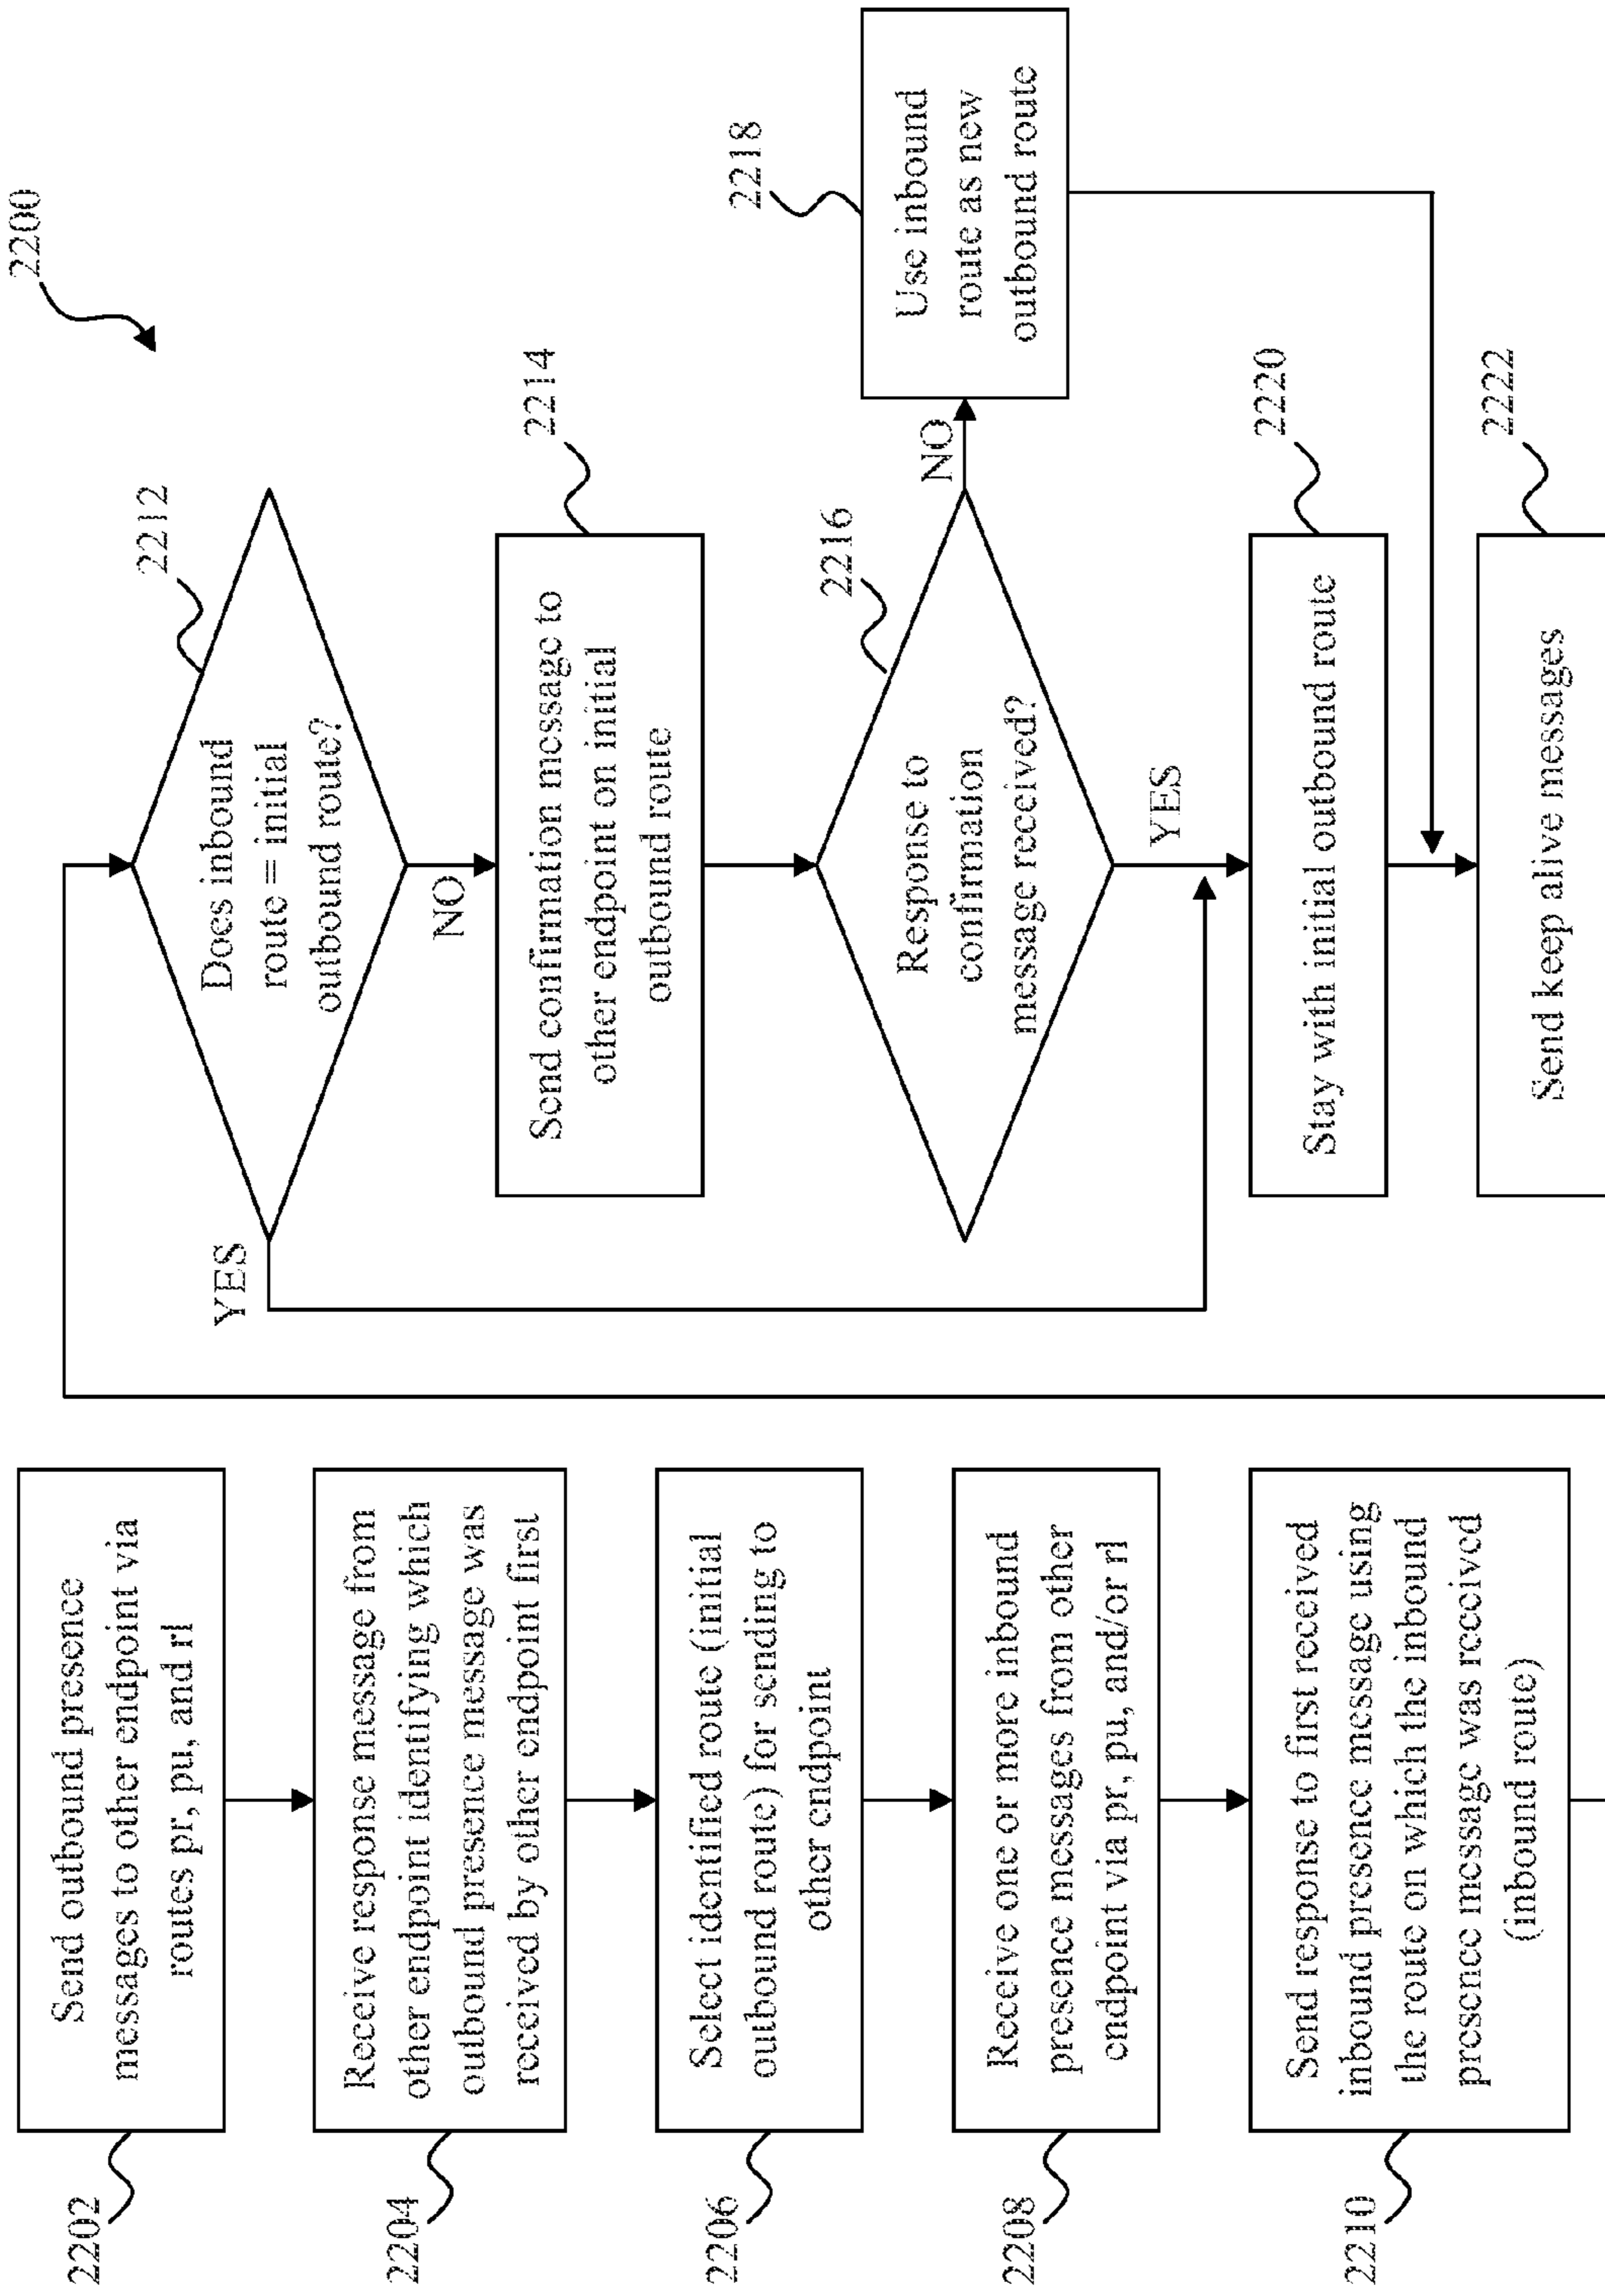 2200
2202
Send outbound presence
messages to other endpoint via
routes pr, pu, and rl
2204
Receive response message from
other endpoint identifying which
outbound presence message was
received by other endpoint first
2206
Select identified route (initial
outbound route) for sending to
other endpoint
2208
Receive one or more inbound
presence messages from other
endpoint via pr, pu, and/or rl
2210
Send response to first received
inbound presence message using
the route on which the inbound
presence message was received
(inbound route)
2212
Does inbound
route = initial
outbound route?
YES
NO
2214
Send confirmation message to
other endpoint on initial
outbound route
2216
Response to
confirmation
message received?
NO
YES
2218
Use inbound
route as new
outbound route
2220
Stay with initial outbound route
2222
Send keep alive messages